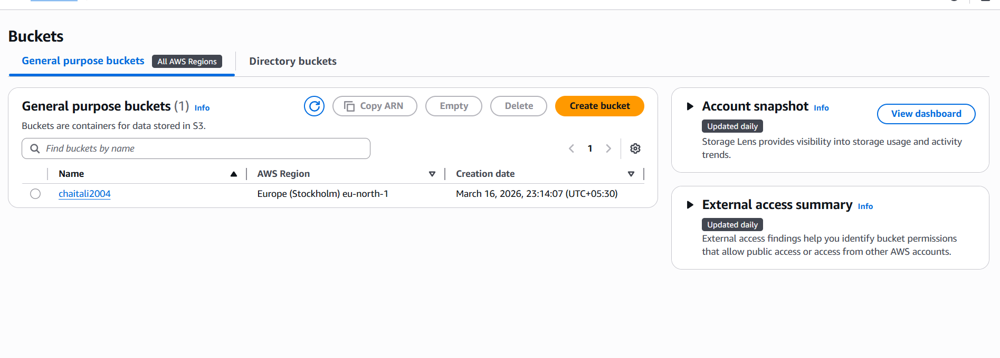 Buckets
General purpose buckets All AWS Regions Directory buckets
General purpose buckets (1) Info Copy ARN Empty Delete Create bucket
Buckets are containers for data stored in S3.
Find buckets by name 1
Name AWS Region Creation date
chaitali2004 Europe (Stockholm) eu-north-1 March 16, 2026, 23:14:07 (UTC+05:30)
Account snapshot Info View dashboard
Updated daily
Storage Lens provides visibility into storage usage and activity
trends.
External access summary Info
Updated daily
External access findings help you identify bucket permissions
that allow public access or access from other AWS accounts.